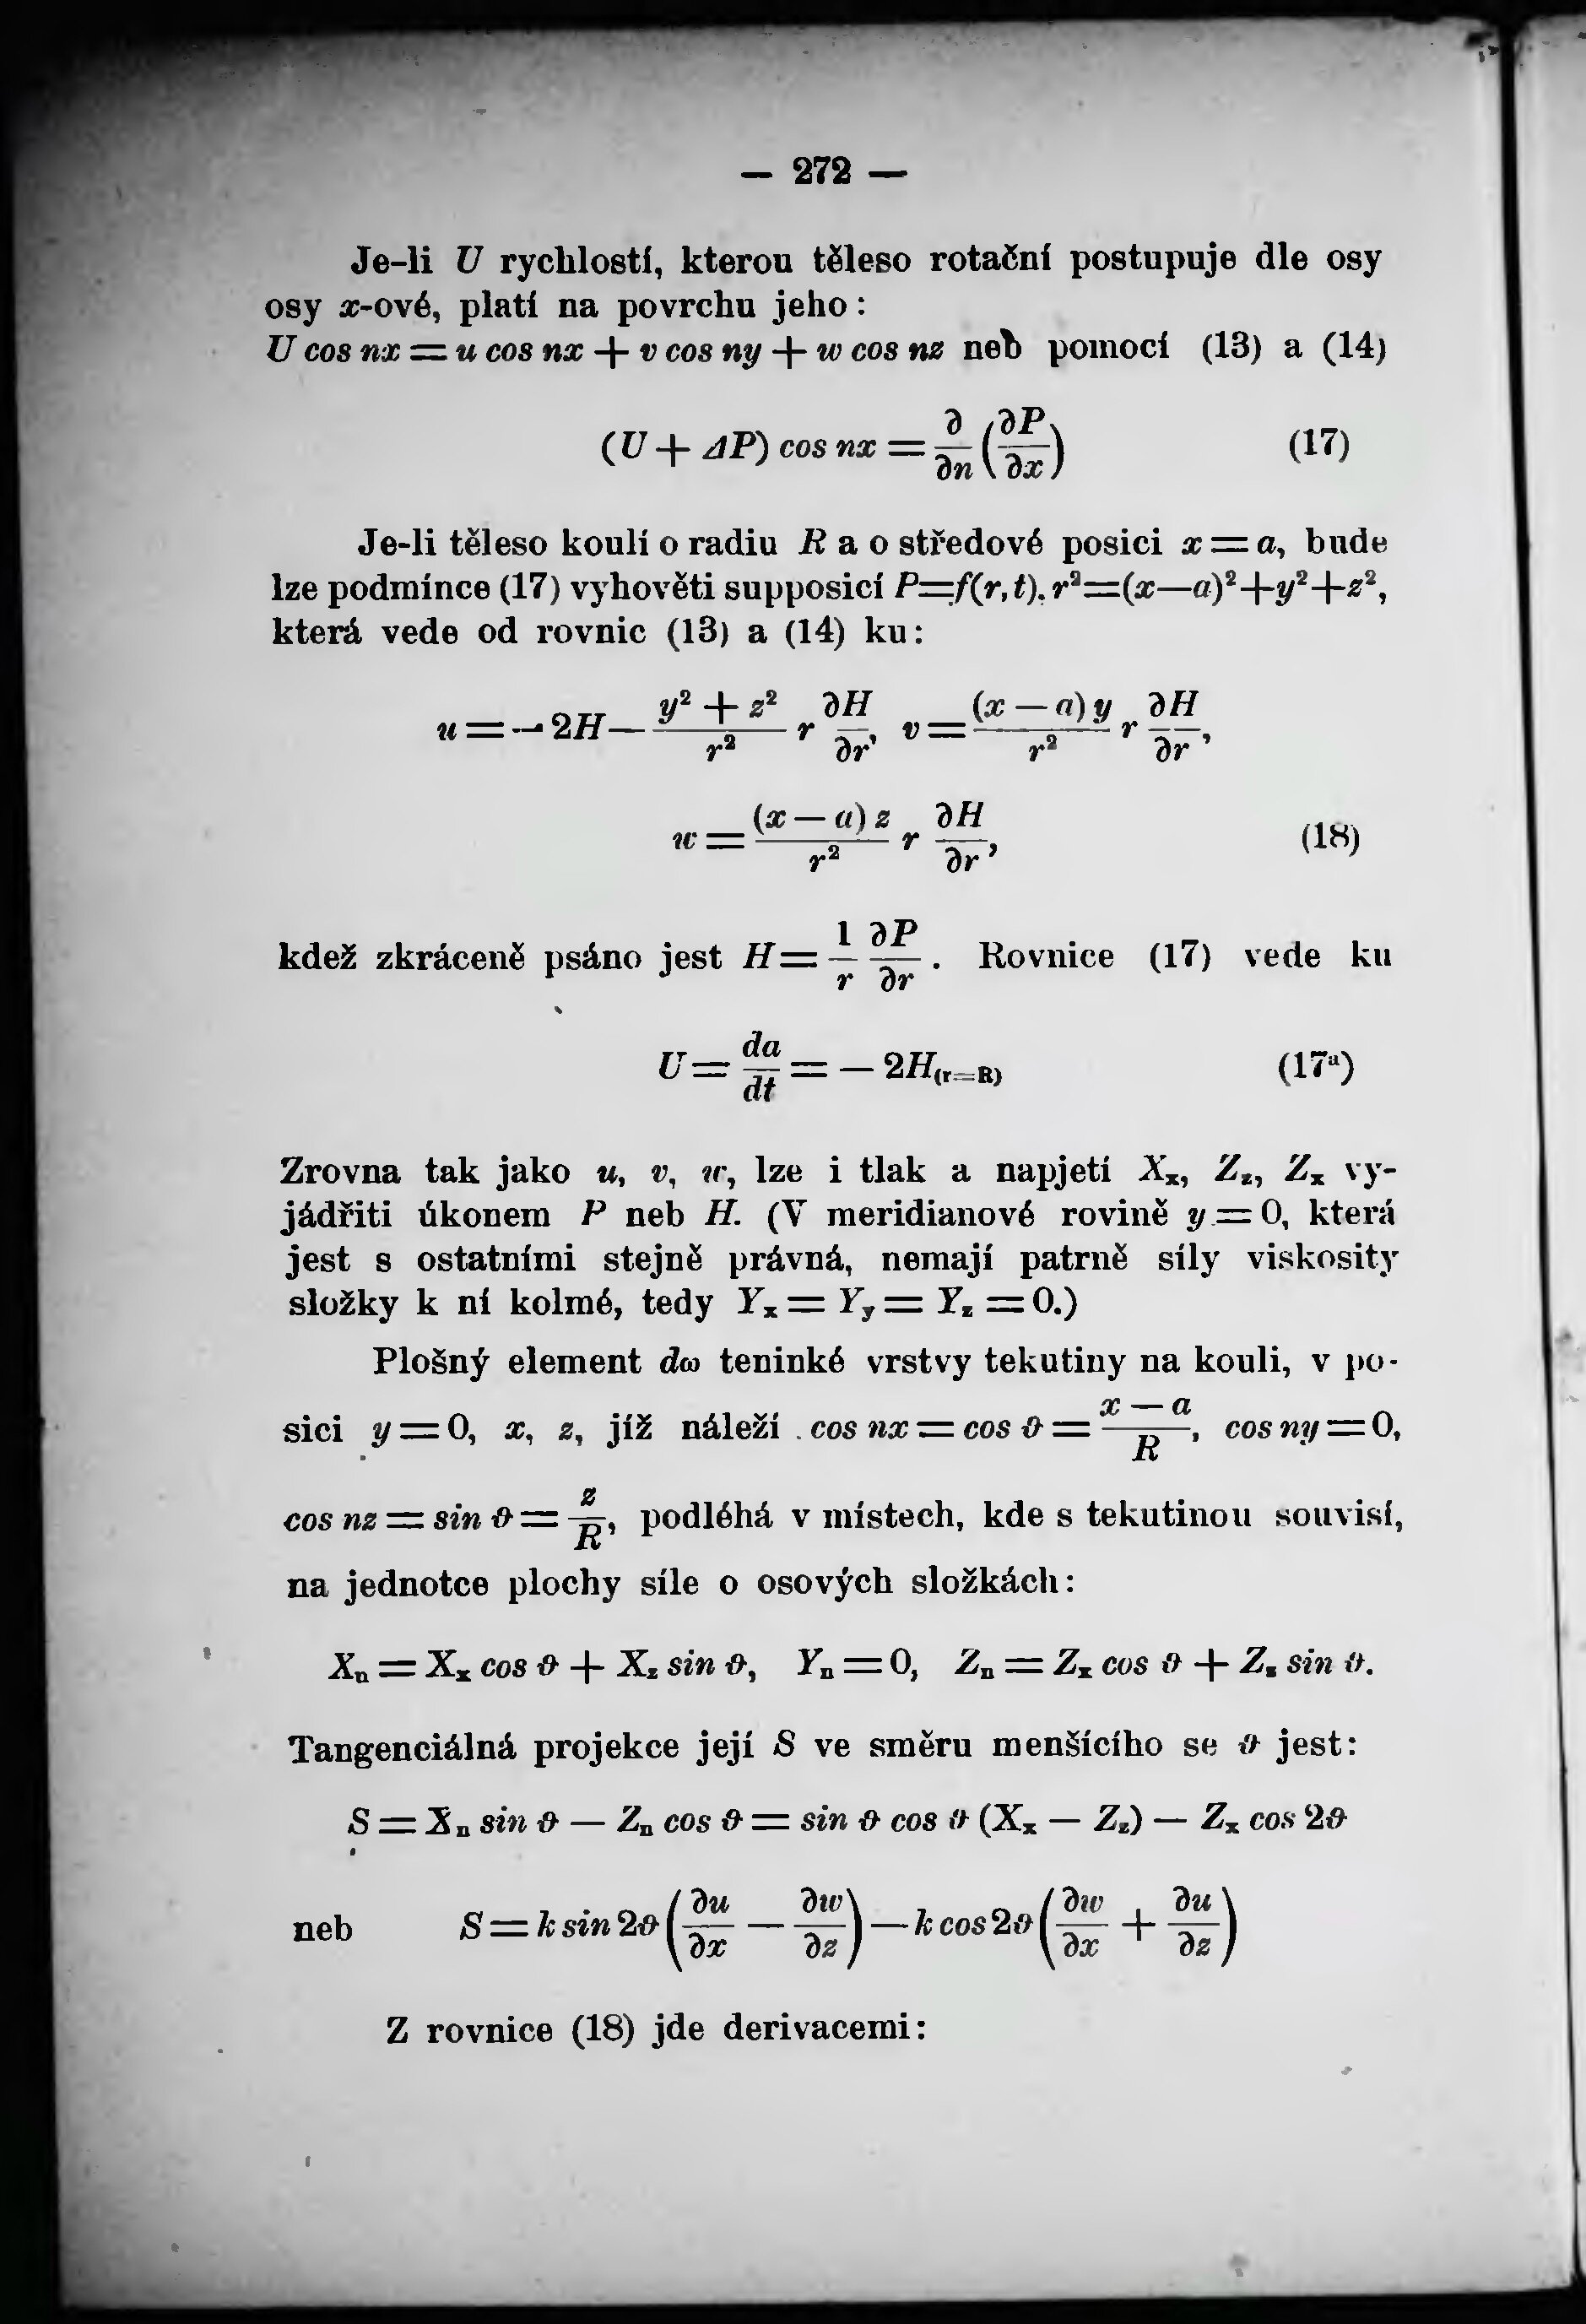 — 272 —
Je-li U rychlostí, kterou těleso rotační postupuje dle osy
osy x-ové, platí na povrchu jeho:
U cos nx = u cos nx + v cos ny + w cos nz neb pomocí (13) a (14)
(U + ΔP) cos nx = ∂/∂n (∂P/∂x) (17)
Je-li těleso koulí o radiu R a o středové posici x = a, bude
lze podmínce (17) vyhověti supposicí P=f(r, t), r²=(x—a)²+y²+z²,
která vede od rovnic (13) a (14) ku:
u = — 2H — (y² + z²)/r² r ∂H/∂r, v = (x — a) y/r² r ∂H/∂r,
w = (x — a) z/r² r ∂H/∂r, (18)
kdež zkráceně psáno jest H = 1/r ∂P/∂r. Rovnice (17) vede ku
U = da/dt = — 2H(r=R) (17a)
Zrovna tak jako u, v, w, lze i tlak a napjetí Xx, Zz, Zx vy-
jádřiti úkonem P neb H. (V meridianové rovině y = 0, která
jest s ostatními stejně právná, nemají patrně síly viskosity
složky k ní kolmé, tedy Yx = Yy = Yz = 0.)
Plošný element dω teninké vrstvy tekutiny na kouli, v po-
sici y = 0, x, z, jíž náleží cos nx = cos ϑ = (x — a)/R, cos ny = 0,
cos nz = sin ϑ = z/R, podléhá v místech, kde s tekutinou souvisí,
na jednotce plochy síle o osových složkách:
Xn = Xx cos ϑ + Xz sin ϑ, Yn = 0, Zn = Zx cos ϑ + Zz sin ϑ.
Tangenciálná projekce její S ve směru menšícího se ϑ jest:
S = Xn sin ϑ — Zn cos ϑ = sin ϑ cos ϑ (Xx — Zz) — Zx cos 2ϑ
neb S = k sin 2ϑ (∂u/∂x — ∂w/∂z) — k cos 2ϑ (∂w/∂x + ∂u/∂z)
Z rovnice (18) jde derivacemi: